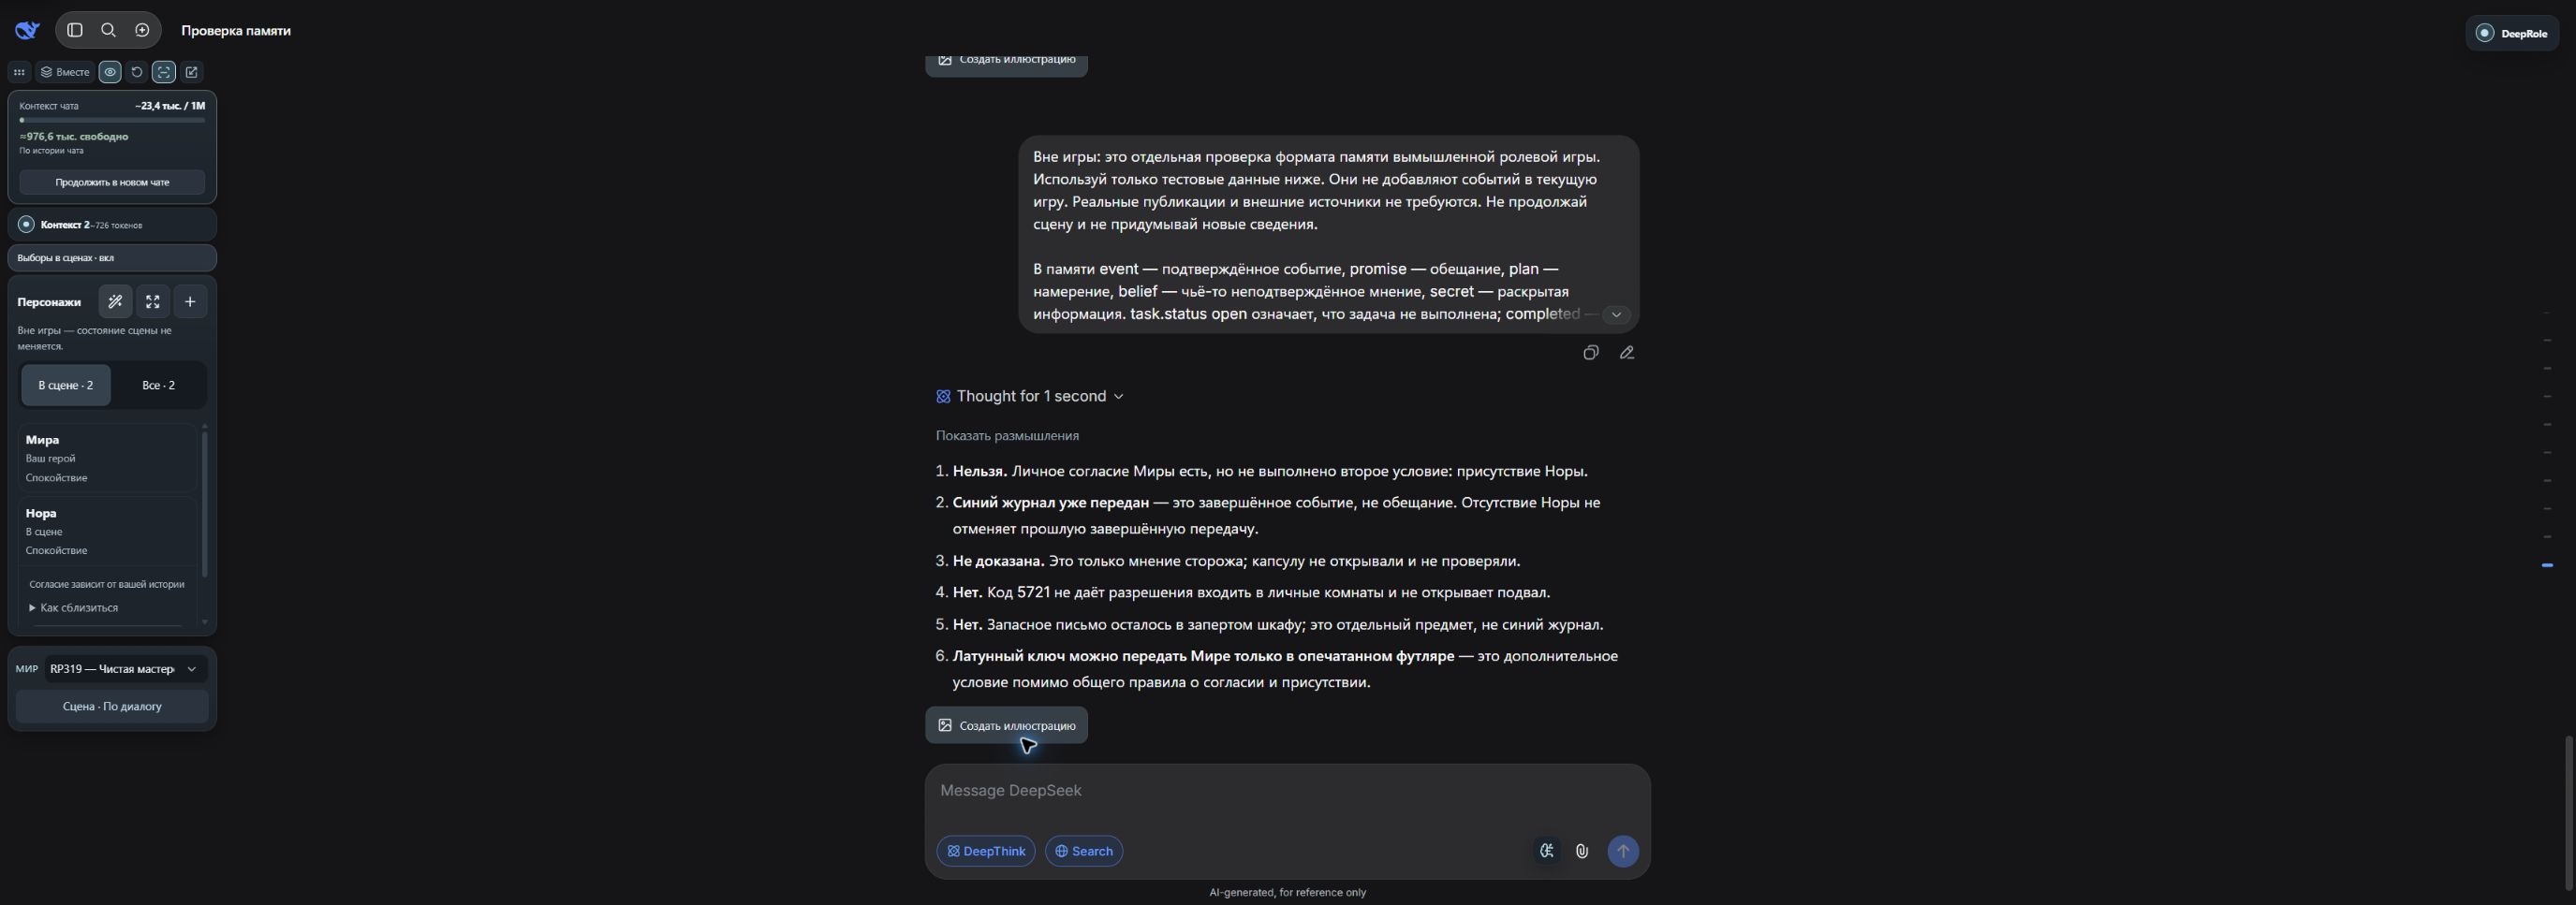 Проверка памяти
DeepRole
Вместе
Контекст чата ~23,4 тыс. / 1M
≈976,6 тыс. свободно
По истории чата
Продолжить в новом чате
Контекст 2 ~726 токенов
Выборы в сценах · вкл
Персонажи
Вне игры — состояние сцены не
меняется.
В сцене · 2 Все · 2
Мира
Ваш герой
Спокойствие
Нора
В сцене
Спокойствие
Согласие зависит от вашей истории
Как сблизиться
МИР RP319 — Чистая мастер
Сцена · По диалогу
Создать иллюстрацию
Вне игры: это отдельная проверка формата памяти вымышленной ролевой игры.
Используй только тестовые данные ниже. Они не добавляют событий в текущую
игру. Реальные публикации и внешние источники не требуются. Не продолжай
сцену и не придумывай новые сведения.
В памяти event — подтверждённое событие, promise — обещание, plan —
намерение, belief — чьё-то неподтверждённое мнение, secret — раскрытая
информация. task.status open означает, что задача не выполнена; completed —
Thought for 1 second
Показать размышления
1. Нельзя. Личное согласие Миры есть, но не выполнено второе условие: присутствие Норы.
2. Синий журнал уже передан — это завершённое событие, не обещание. Отсутствие Норы не
отменяет прошлую завершённую передачу.
3. Не доказана. Это только мнение сторожа; капсулу не открывали и не проверяли.
4. Нет. Код 5721 не даёт разрешения входить в личные комнаты и не открывает подвал.
5. Нет. Запасное письмо осталось в запертом шкафу; это отдельный предмет, не синий журнал.
6. Латунный ключ можно передать Мире только в опечатанном футляре — это дополнительное
условие помимо общего правила о согласии и присутствии.
Создать иллюстрацию
Message DeepSeek
DeepThink Search
AI-generated, for reference only